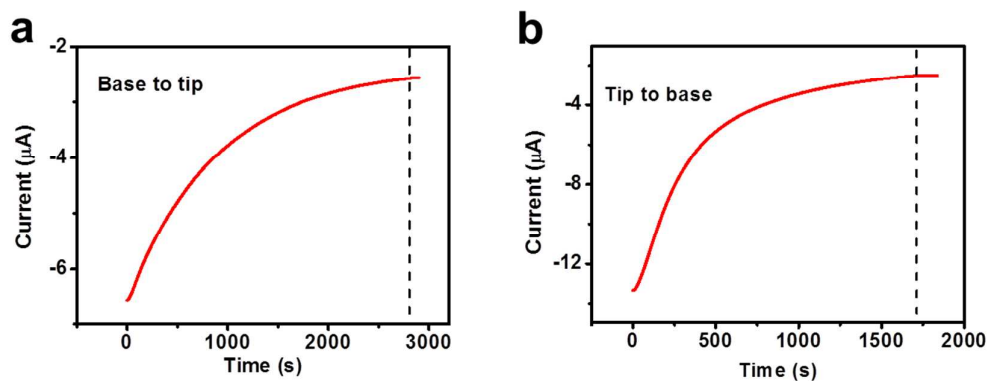 a
Base to tip
Current (μA)
-2
-4
-6
0 1000 2000 3000
Time (s)
b
Tip to base
Current (μA)
-4
-8
-12
0 500 1000 1500 2000
Time (s)